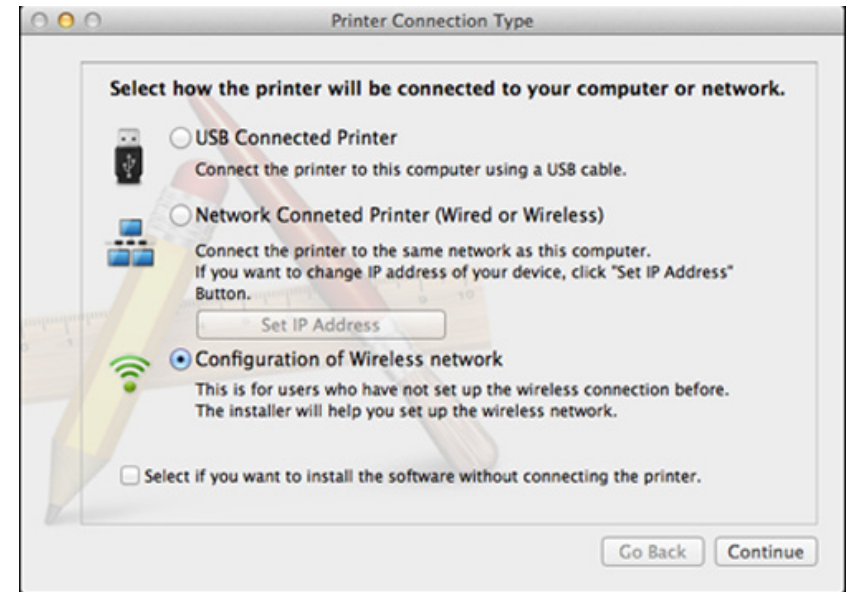 Printer Connection Type
Select how the printer will be connected to your computer or network.
USB Connected Printer
Connect the printer to this computer using a USB cable.
Network Conneted Printer (Wired or Wireless)
Connect the printer to the same network as this computer.
If you want to change IP address of your device, click "Set IP Address"
Button.
Set IP Address
Configuration of Wireless network
This is for users who have not set up the wireless connection before.
The installer will help you set up the wireless network.
Select if you want to install the software without connecting the printer.
Go Back Continue